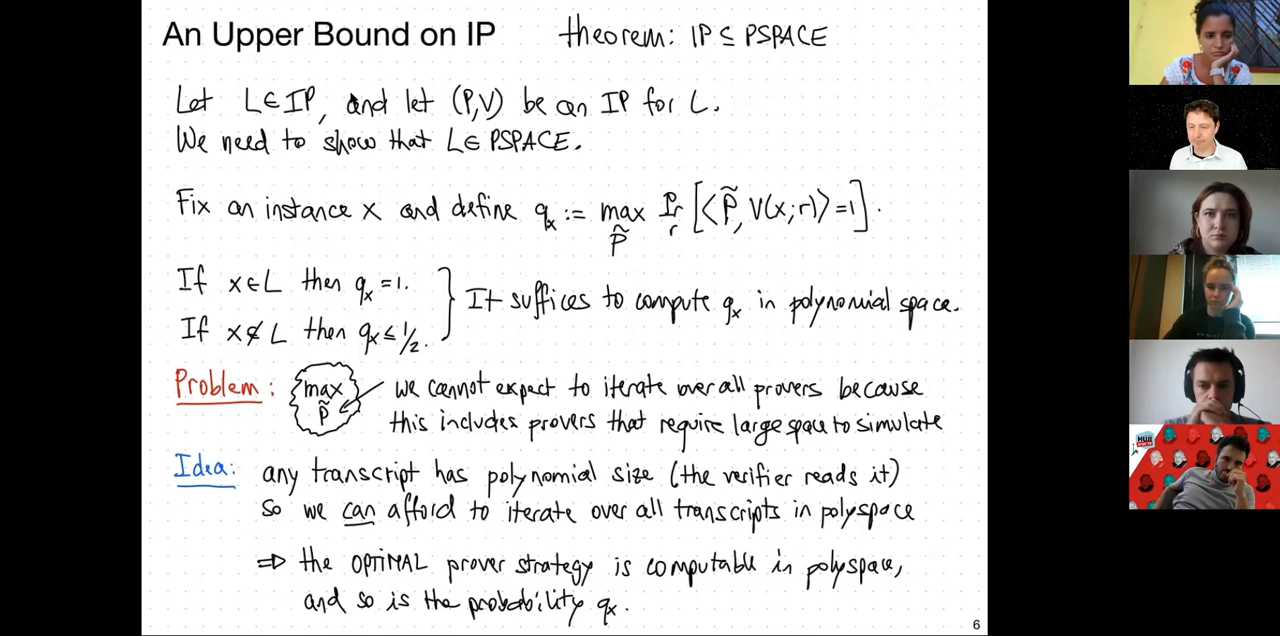 An Upper Bound on IP theorem: IP ⊆ PSPACE
Let L∈IP, and let (P,V) be an IP for L.
We need to show that L∈PSPACE.
Fix an instance x and define qₓ := max_P̃ Pr_r [⟨P̃, V(x;r)⟩=1].
If x∈L then qₓ=1.
If x∉L then qₓ≤1/2.
It suffices to compute qₓ in polynomial space.
Problem: max P̃ we cannot expect to iterate over all provers because
this includes provers that require large space to simulate
Idea: any transcript has polynomial size (the verifier reads it)
So we can afford to iterate over all transcripts in polyspace
⇒ the OPTIMAL prover strategy is computable in polyspace,
and so is the probability qₓ.
6